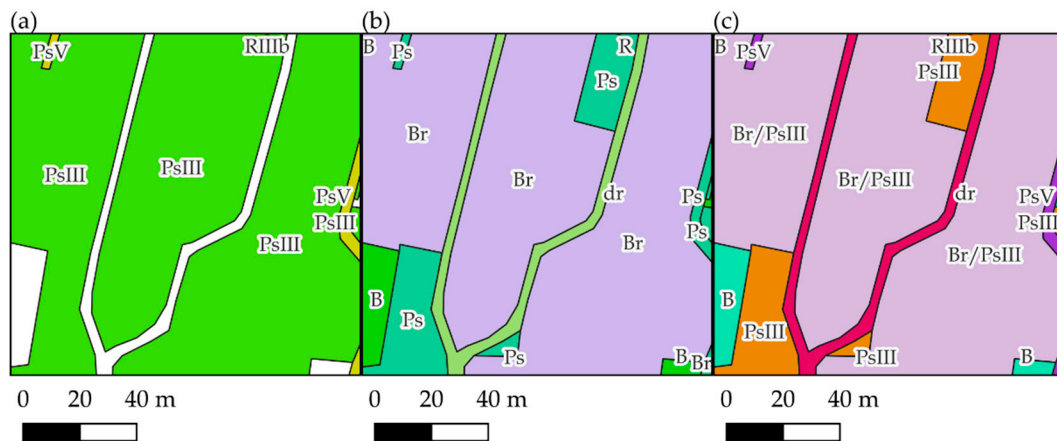 (a)
PsV
RIIIb
PsIII
PsIII
PsV
PsIII
PsIII
0 20 40 m
(b)
B
Ps
R
Ps
Br
Br
dr
Ps
Ps
Br
B
Ps
Ps
B
Br
0 20 40 m
(c)
B
PsV
RIIIb
PsIII
Br/PsIII
Br/PsIII
dr
PsV
PsIII
Br/PsIII
B
PsIII
PsIII
B
0 20 40 m